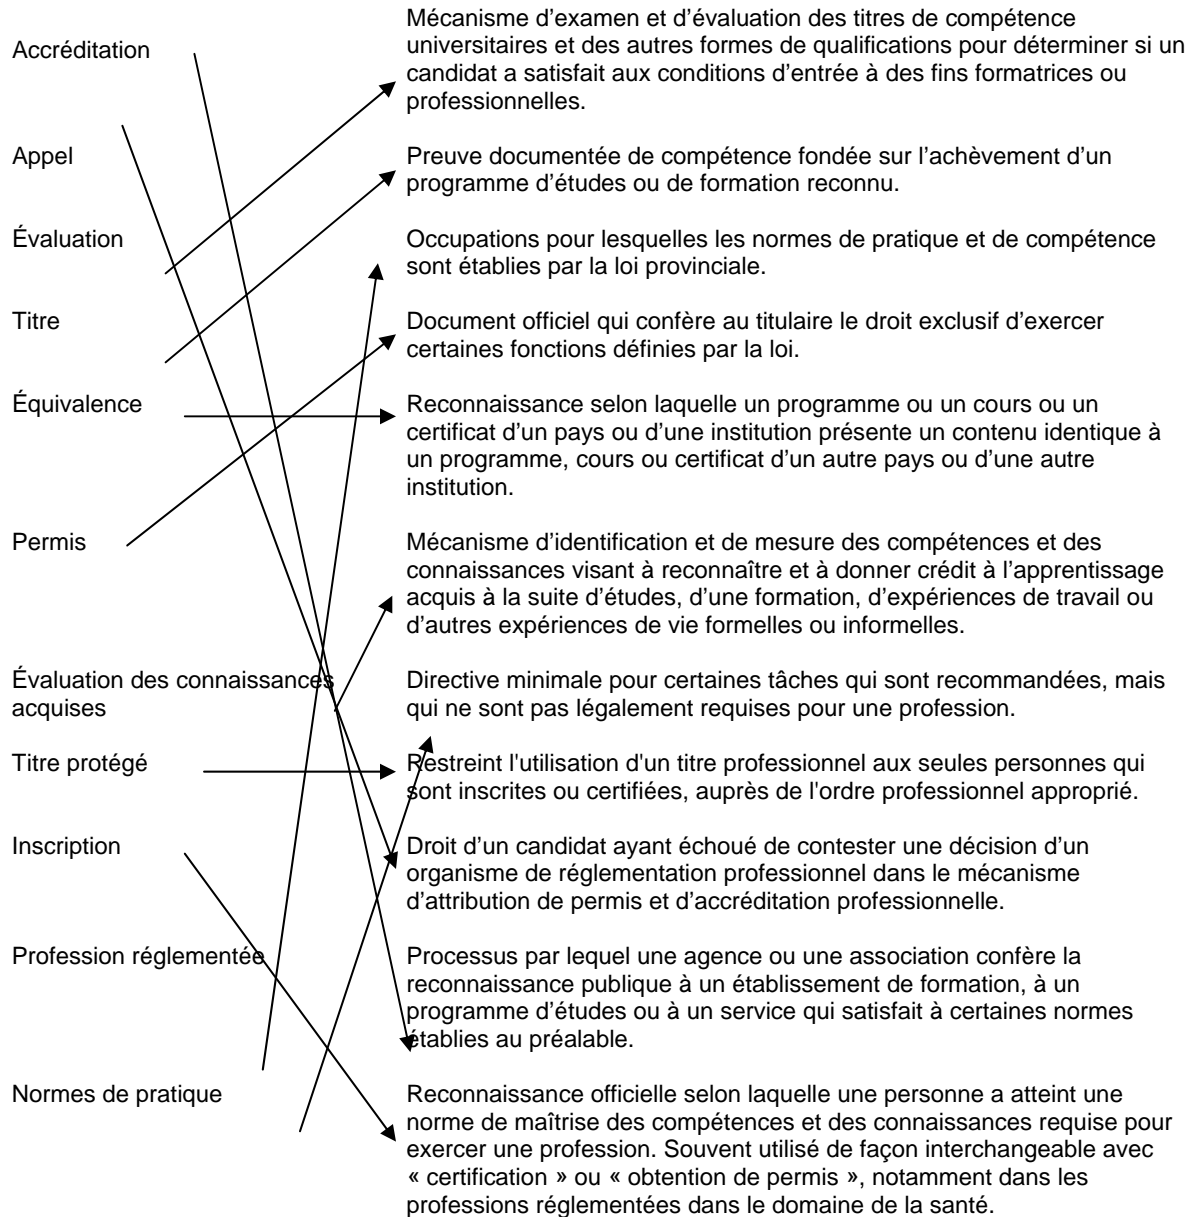 Accréditation
Mécanisme d’examen et d’évaluation des titres de compétence
universitaires et des autres formes de qualifications pour déterminer si un
candidat a satisfait aux conditions d’entrée à des fins formatrices ou
professionnelles.
Appel
Preuve documentée de compétence fondée sur l’achèvement d’un
programme d’études ou de formation reconnu.
Évaluation
Occupations pour lesquelles les normes de pratique et de compétence
sont établies par la loi provinciale.
Titre
Document officiel qui confère au titulaire le droit exclusif d’exercer
certaines fonctions définies par la loi.
Équivalence
Reconnaissance selon laquelle un programme ou un cours ou un
certificat d’un pays ou d’une institution présente un contenu identique à
un programme, cours ou certificat d’un autre pays ou d’une autre
institution.
Permis
Mécanisme d’identification et de mesure des compétences et des
connaissances visant à reconnaître et à donner crédit à l’apprentissage
acquis à la suite d’études, d’une formation, d’expériences de travail ou
d’autres expériences de vie formelles ou informelles.
Évaluation des connaissances
acquises
Directive minimale pour certaines tâches qui sont recommandées, mais
qui ne sont pas légalement requises pour une profession.
Titre protégé
Restreint l'utilisation d'un titre professionnel aux seules personnes qui
sont inscrites ou certifiées, auprès de l'ordre professionnel approprié.
Inscription
Droit d’un candidat ayant échoué de contester une décision d’un
organisme de réglementation professionnel dans le mécanisme
d’attribution de permis et d’accréditation professionnelle.
Profession réglementée
Processus par lequel une agence ou une association confère la
reconnaissance publique à un établissement de formation, à un
programme d’études ou à un service qui satisfait à certaines normes
établies au préalable.
Normes de pratique
Reconnaissance officielle selon laquelle une personne a atteint une
norme de maîtrise des compétences et des connaissances requise pour
exercer une profession. Souvent utilisé de façon interchangeable avec
« certification » ou « obtention de permis », notamment dans les
professions réglementées dans le domaine de la santé.